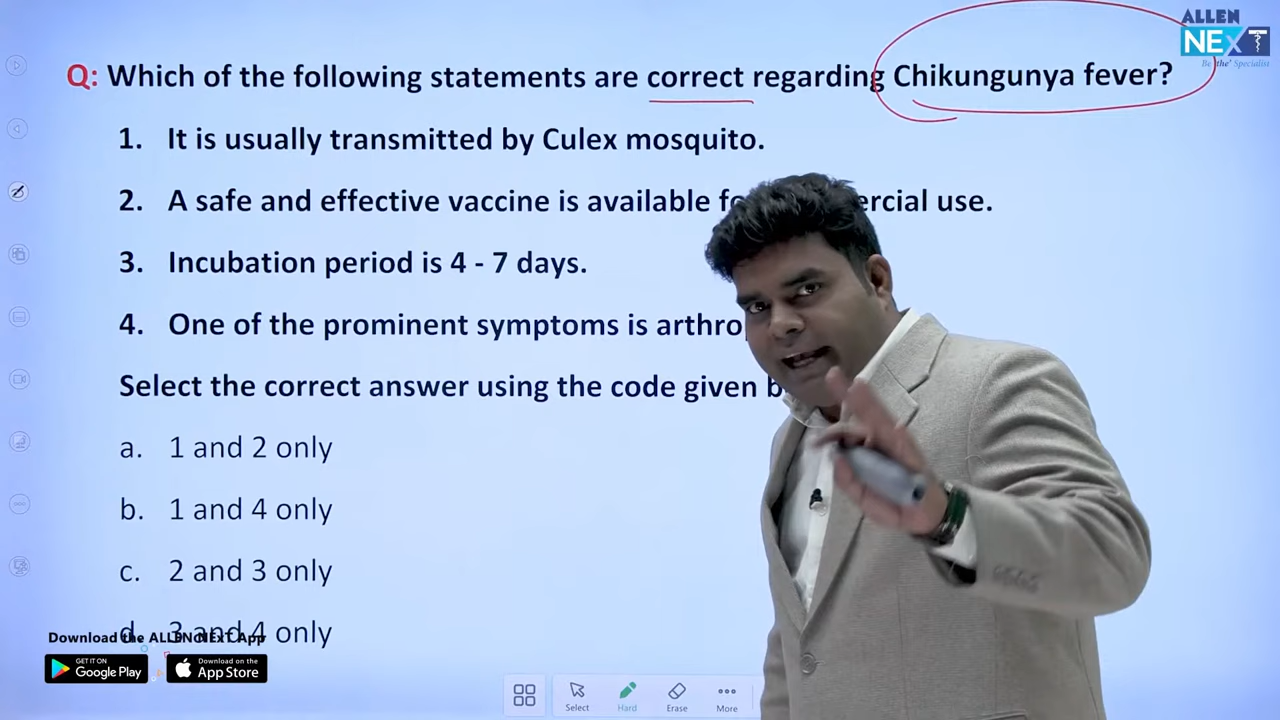 ALLEN
NEXT
Be 'the' Specialist
Q: Which of the following statements are correct regarding Chikungunya fever?
1. It is usually transmitted by Culex mosquito.
2. A safe and effective vaccine is available ercial use.
3. Incubation period is 4 - 7 days.
4. One of the prominent symptoms is arthro
Select the correct answer using the code given b
a. 1 and 2 only
b. 1 and 4 only
c. 2 and 3 only
d. 3 and 4 only
Download the ALLEN NExT App
GET IT ON
Google Play
Download on the
App Store
Select
Hard
Erase
More